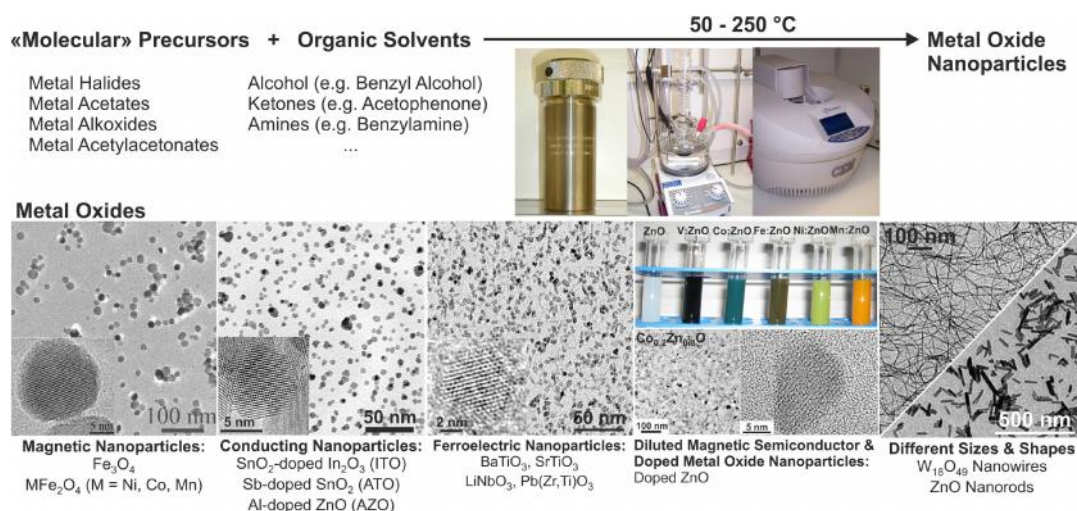 50 - 250 °C
«Molecular» Precursors + Organic Solvents
Metal Oxide
Nanoparticles
Metal Halides
Metal Acetates
Metal Alkoxides
Metal Acetylacetonates
Alcohol (e.g. Benzyl Alcohol)
Ketones (e.g. Acetophenone)
Amines (e.g. Benzylamine)
...
Metal Oxides
100 nm
5 nm
50 nm
5 nm
60 nm
2 nm
ZnO V:ZnO Co:ZnO Fe:ZnO Ni:ZnO Mn:ZnO
Co₀.₂Zn₀.₈O
100 nm
5 nm
100 nm
500 nm
Magnetic Nanoparticles:
Fe₃O₄
MFe₂O₄ (M = Ni, Co, Mn)
Conducting Nanoparticles:
SnO₂-doped In₂O₃ (ITO)
Sb-doped SnO₂ (ATO)
Al-doped ZnO (AZO)
Ferroelectric Nanoparticles:
BaTiO₃, SrTiO₃
LiNbO₃, Pb(Zr,Ti)O₃
Diluted Magnetic Semiconductor &
Doped Metal Oxide Nanoparticles:
Doped ZnO
Different Sizes & Shapes
W₁₈O₄₉ Nanowires
ZnO Nanorods